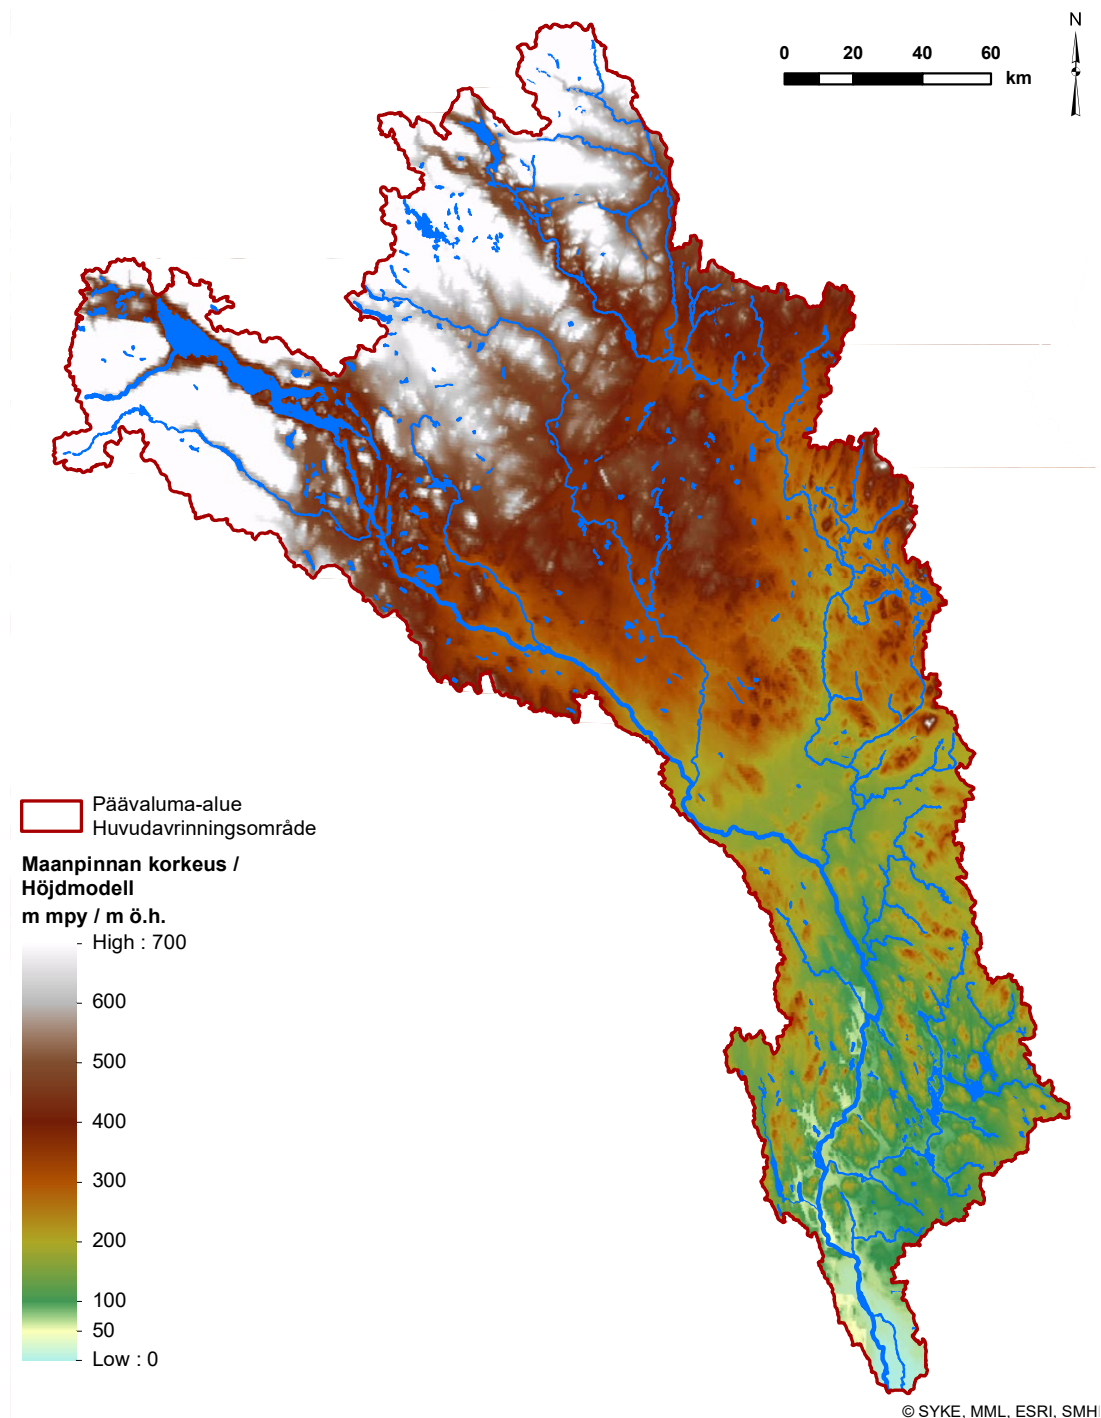 N
0 20 40 60
km
Päävaluma-alue
Huvudavrinningsområde
Maanpinnan korkeus /
Höjdmodell
m mpy / m ö.h.
High : 700
600
500
400
300
200
100
50
Low : 0
© SYKE, MML, ESRI, SMH